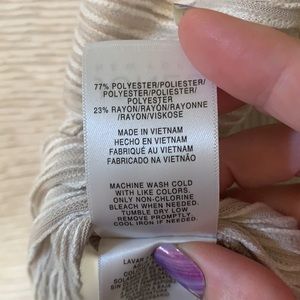 77% POLYESTER/POLIESTER/
POLYESTER/POLIESTER/
POLYESTER
23% RAYON/RAYON/RAYONNE
/RAYON/VISKOSE
MADE IN VIETNAM
HECHO EN VIETNAM
FABRIQUÉ AU VIETNAM
FABRICADO NA VIETNÃO
MACHINE WASH COLD
WITH LIKE COLORS.
ONLY NON-CHLORINE
BLEACH WHEN NEEDED.
TUMBLE DRY LOW.
REMOVE PROMPTLY.
COOL IRON IF NEEDED.
LAVAR